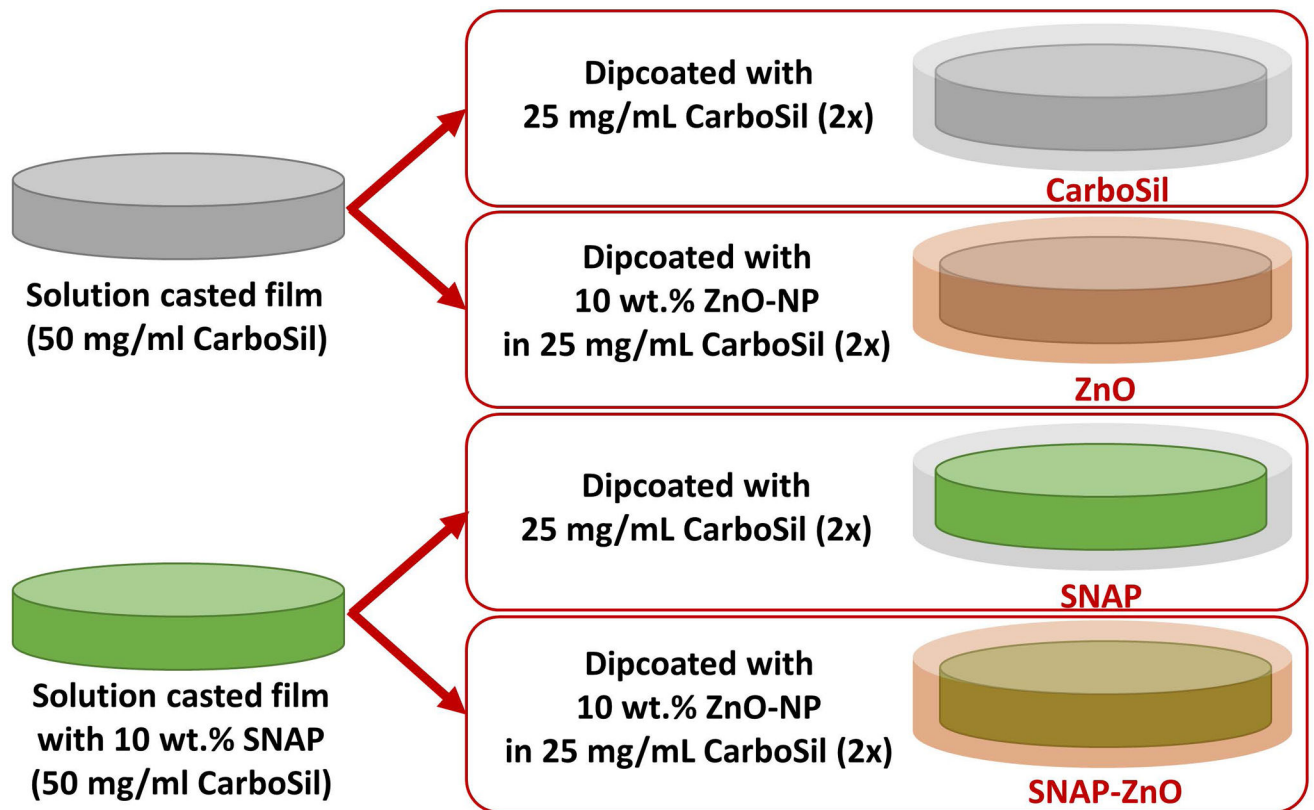 Solution casted film
(50 mg/ml CarboSil)
Dipcoated with
25 mg/mL CarboSil (2x)
CarboSil
Dipcoated with
10 wt.% ZnO-NP
in 25 mg/mL CarboSil (2x)
ZnO
Solution casted film
with 10 wt.% SNAP
(50 mg/ml CarboSil)
Dipcoated with
25 mg/mL CarboSil (2x)
SNAP
Dipcoated with
10 wt.% ZnO-NP
in 25 mg/mL CarboSil (2x)
SNAP-ZnO